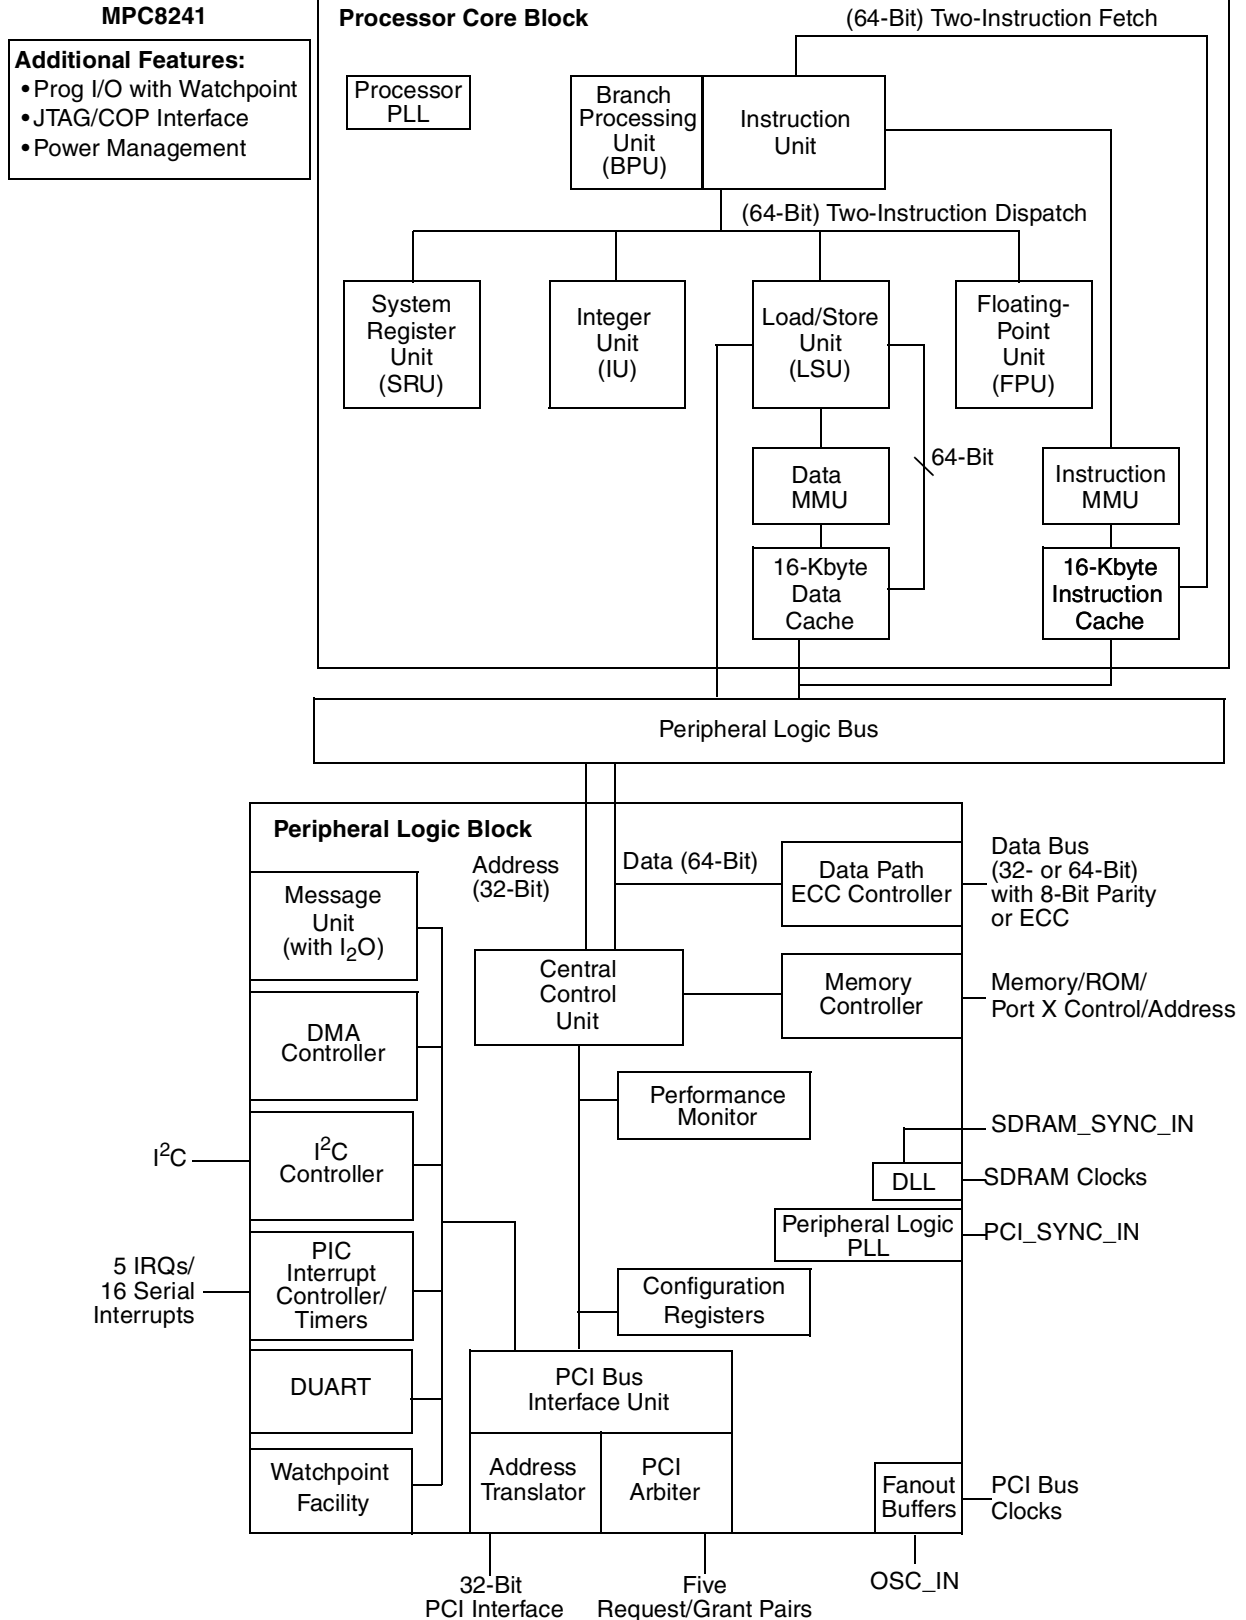 MPC8241
Additional Features:
• Prog I/O with Watchpoint
• JTAG/COP Interface
• Power Management
Processor Core Block
(64-Bit) Two-Instruction Fetch
Processor
PLL
Branch
Processing
Unit
(BPU)
Instruction
Unit
(64-Bit) Two-Instruction Dispatch
System
Register
Unit
(SRU)
Integer
Unit
(IU)
Load/Store
Unit
(LSU)
Floating-
Point
Unit
(FPU)
64-Bit
Data
MMU
Instruction
MMU
16-Kbyte
Data
Cache
16-Kbyte
Instruction
Cache
Peripheral Logic Bus
Peripheral Logic Block
Address
(32-Bit)
Data (64-Bit)
Data Path
ECC Controller
Data Bus
(32- or 64-Bit)
with 8-Bit Parity
or ECC
Message
Unit
(with I2O)
Central
Control
Unit
Memory
Controller
Memory/ROM/
Port X Control/Address
DMA
Controller
Performance
Monitor
SDRAM_SYNC_IN
I2C
I2C
Controller
DLL
SDRAM Clocks
Peripheral Logic
PLL
PCI_SYNC_IN
5 IRQs/
16 Serial
Interrupts
PIC
Interrupt
Controller/
Timers
Configuration
Registers
DUART
PCI Bus
Interface Unit
Watchpoint
Facility
Address
Translator
PCI
Arbiter
Fanout
Buffers
PCI Bus
Clocks
32-Bit
PCI Interface
Five
Request/Grant Pairs
OSC_IN